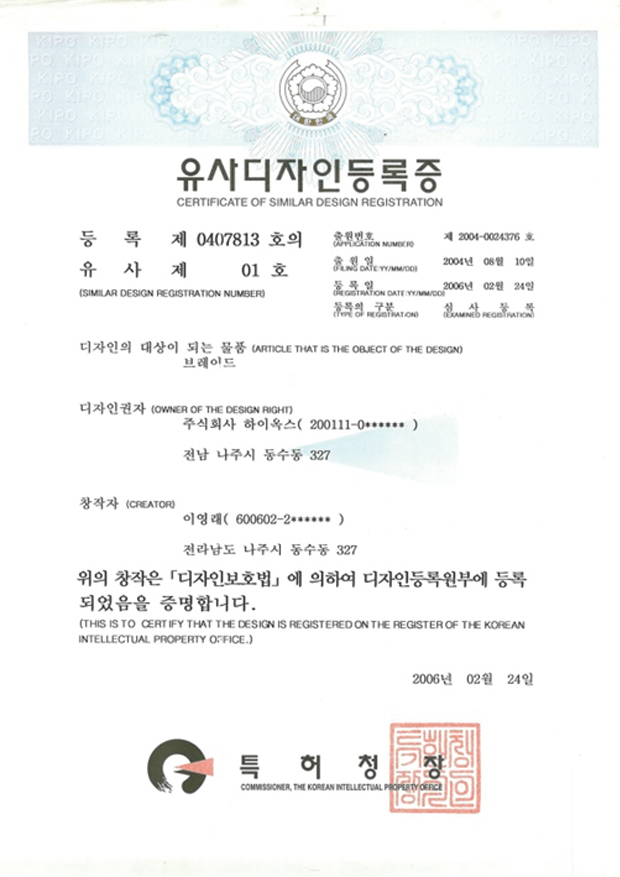 KIPO KIPO KIPO KIPO KIPO KIPO KIPO
대한민국
유사디자인등록증
CERTIFICATE OF SIMILAR DESIGN REGISTRATION
등 록 제 0407813 호의
유 사 제 01 호
(SIMILAR DESIGN REGISTRATION NUMBER)
출원번호 제 2004-0024376 호
(APPLICATION NUMBER)
출 원 일 2004년 08월 10일
(FILING DATE:YY/MM/DD)
등 록 일 2006년 02월 24일
(REGISTRATION DATE:YY/MM/DD)
등록의 구분 심 사 등 록
(TYPE OF REGISTRATION) (EXAMINED REGISTRATION)
디자인의 대상이 되는 물품 (ARTICLE THAT IS THE OBJECT OF THE DESIGN)
브레이드
디자인권자 (OWNER OF THE DESIGN RIGHT)
주식회사 하이옥스( 200111-0****** )
전남 나주시 동수동 327
창작자 (CREATOR)
이영래( 600602-2****** )
전라남도 나주시 동수동 327
위의 창작은 「디자인보호법」에 의하여 디자인등록원부에 등록
되었음을 증명합니다.
(THIS IS TO CERTIFY THAT THE DESIGN IS REGISTERED ON THE REGISTER OF THE KOREAN
INTELLECTUAL PROPERTY OFFICE.)
2006년 02월 24일
특 허 청 장
COMMISSIONER, THE KOREAN INTELLECTUAL PROPERTY OFFICE